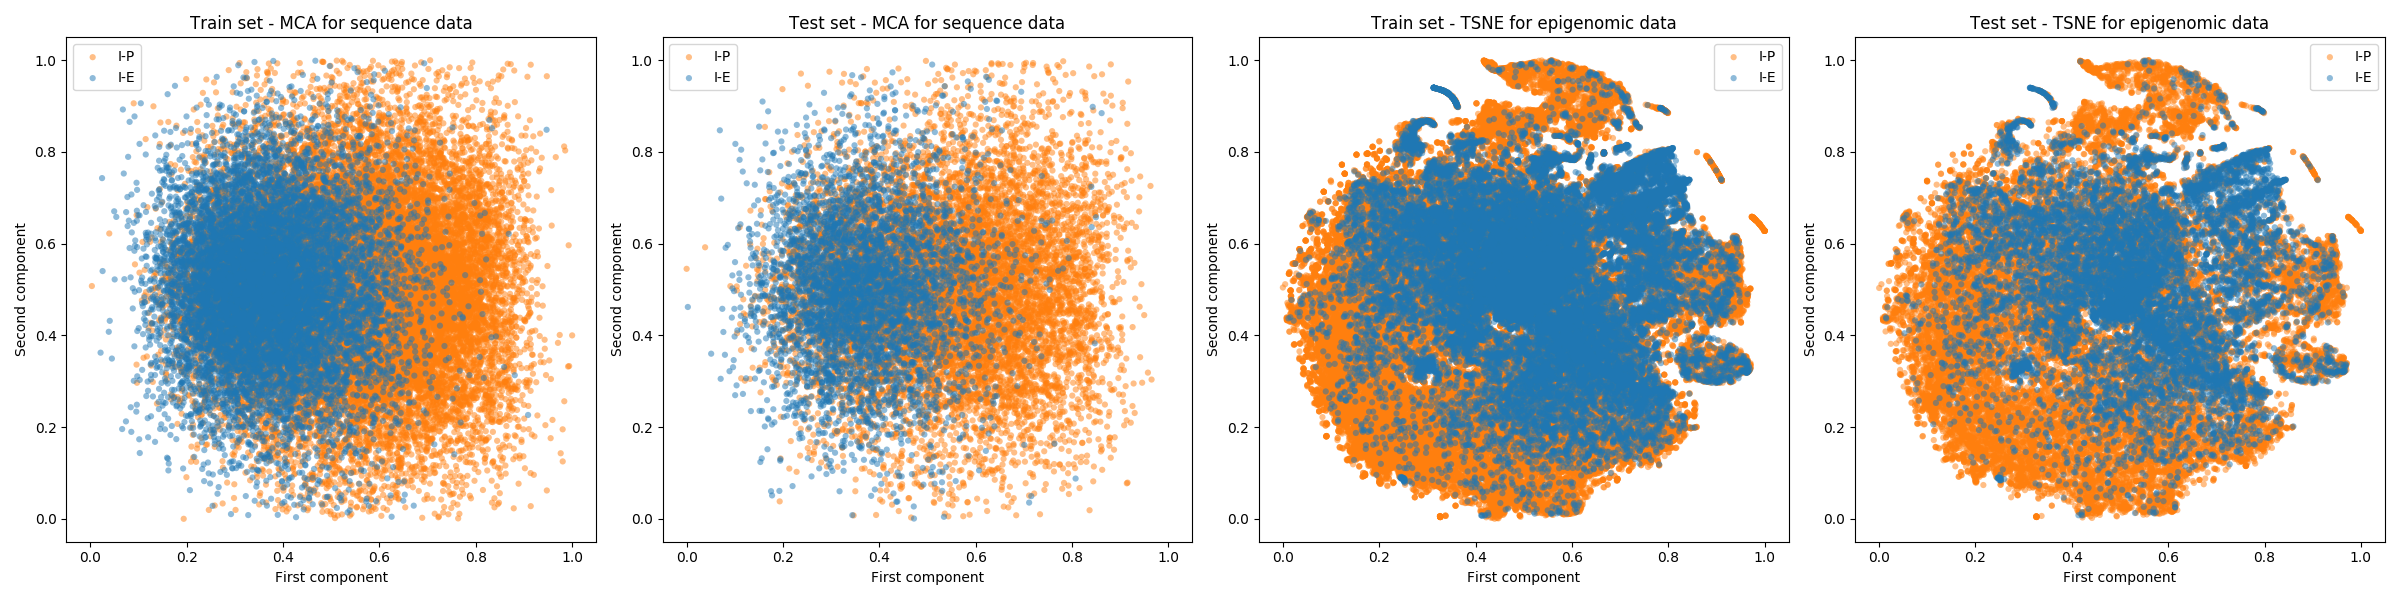 Train set - MCA for sequence data
I-P
I-E
1.0
0.8
0.6
0.4
0.2
0.0
Second component
0.0 0.2 0.4 0.6 0.8 1.0
First component
Test set - MCA for sequence data
I-P
I-E
1.0
0.8
0.6
0.4
0.2
0.0
Second component
0.0 0.2 0.4 0.6 0.8 1.0
First component
Train set - TSNE for epigenomic data
I-P
I-E
1.0
0.8
0.6
0.4
0.2
0.0
Second component
0.0 0.2 0.4 0.6 0.8 1.0
First component
Test set - TSNE for epigenomic data
I-P
I-E
1.0
0.8
0.6
0.4
0.2
0.0
Second component
0.0 0.2 0.4 0.6 0.8 1.0
First component